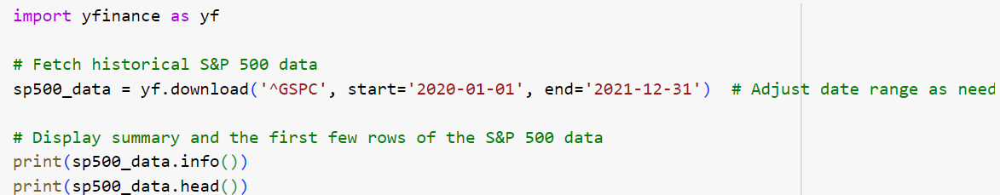 import yfinance as yf
# Fetch historical S&P 500 data
sp500_data = yf.download('^GSPC', start='2020-01-01', end='2021-12-31')  # Adjust date range as need
# Display summary and the first few rows of the S&P 500 data
print(sp500_data.info())
print(sp500_data.head())